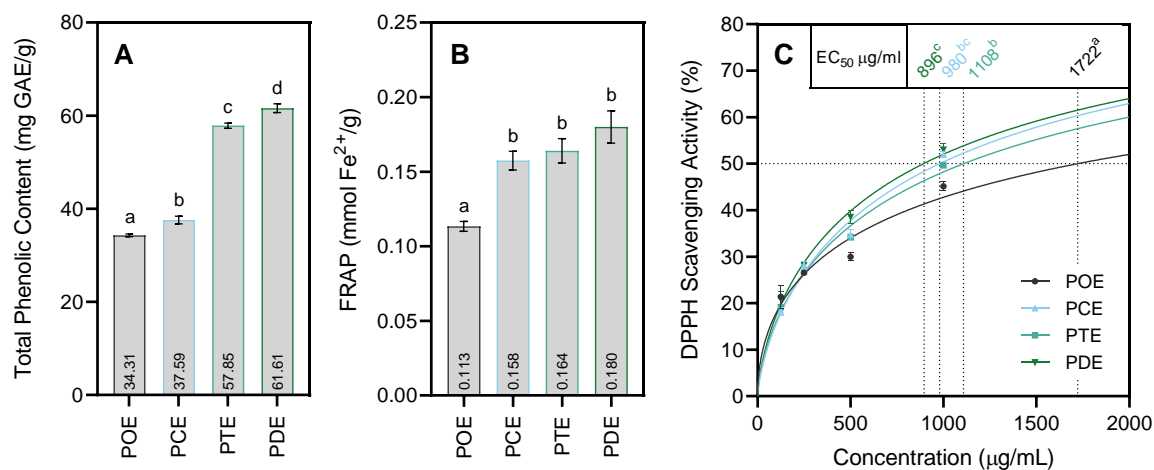 A
Total Phenolic Content (mg GAE/g)
80
60
40
20
0
a
b
c
d
34.31
37.59
57.85
61.61
POE
PCE
PTE
PDE
B
FRAP (mmol Fe²⁺/g)
0.25
0.20
0.15
0.10
0.05
0.00
a
b
b
b
0.113
0.158
0.164
0.180
POE
PCE
PTE
PDE
C
DPPH Scavenging Activity (%)
80
70
60
50
40
30
20
10
0
EC₅₀ μg/ml
896ᶜ
980ᵇᶜ
1108ᵇ
1722ᵃ
POE
PCE
PTE
PDE
0
500
1000
1500
2000
Concentration (μg/mL)